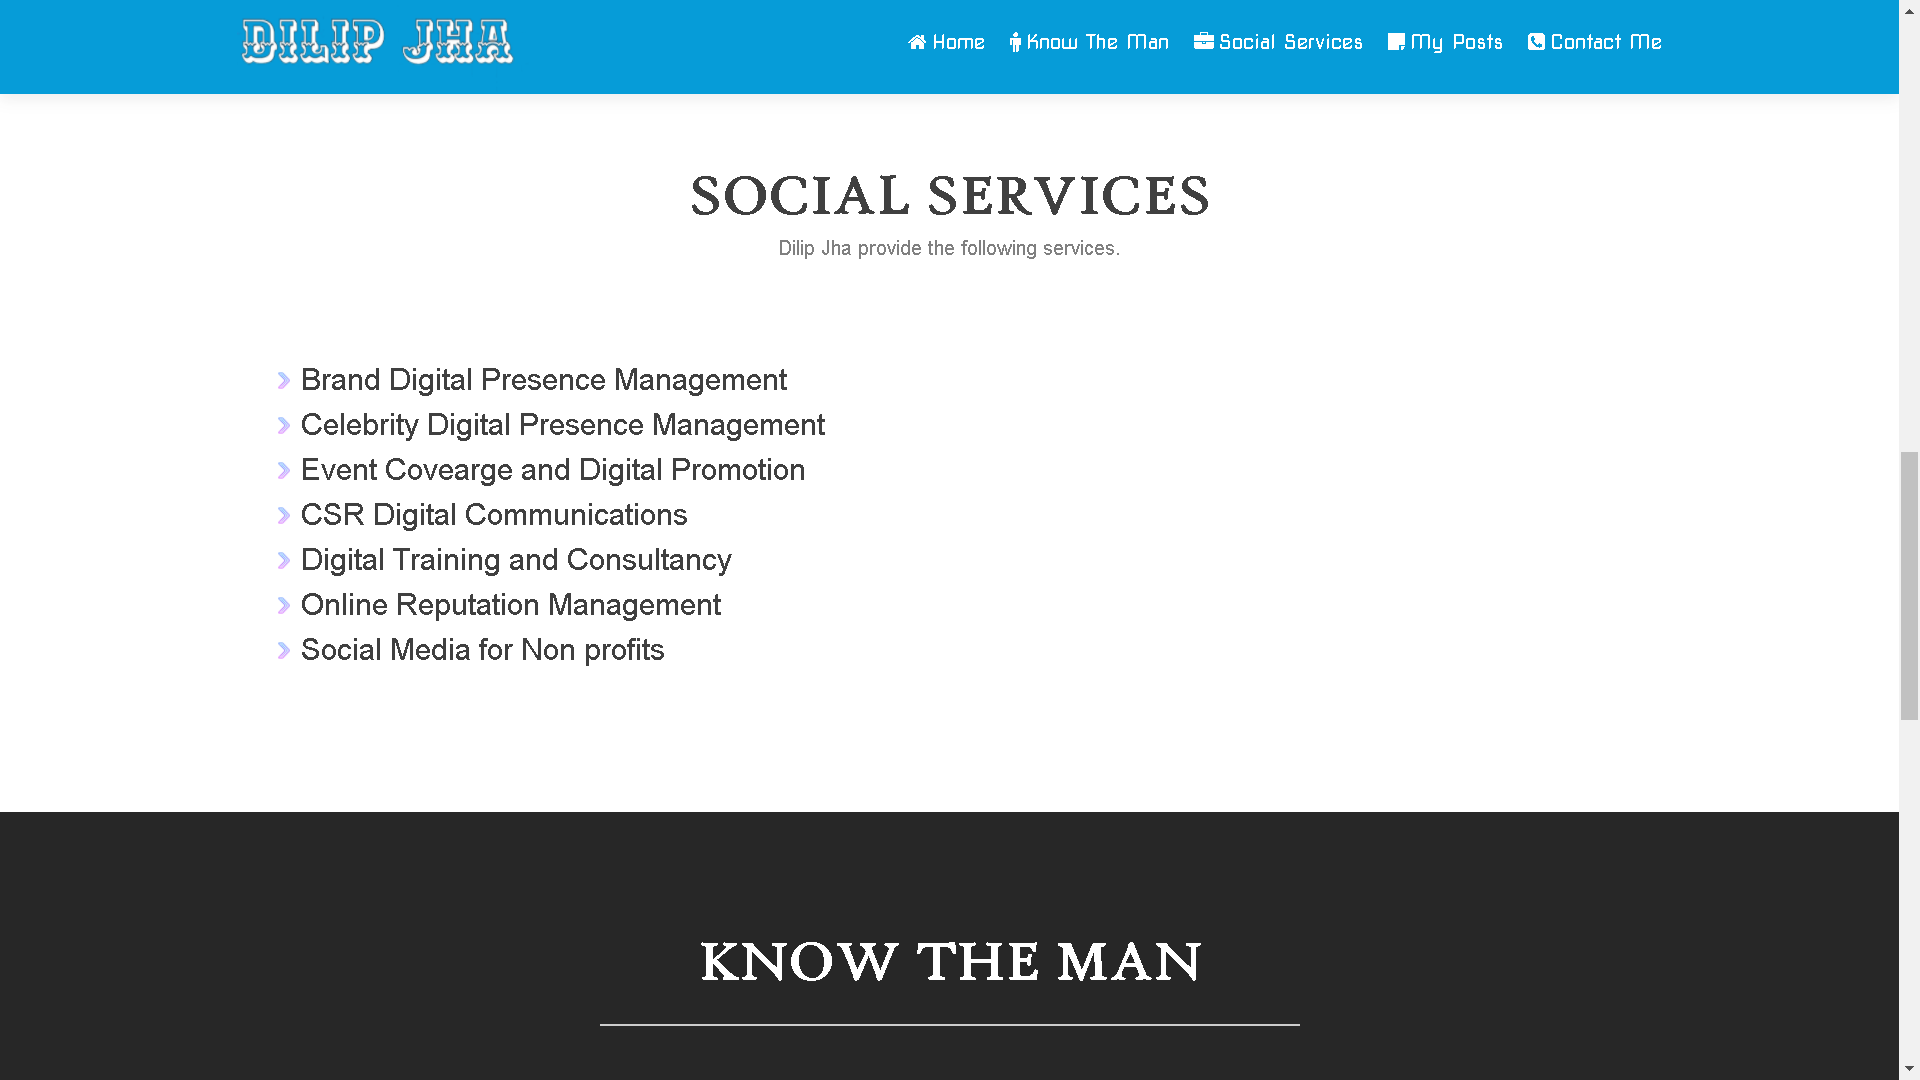 DILIP JHA
Home Know The Man Social Services My Posts Contact Me
SOCIAL SERVICES
Dilip Jha provide the following services.
Brand Digital Presence Management
Celebrity Digital Presence Management
Event Covearge and Digital Promotion
CSR Digital Communications
Digital Training and Consultancy
Online Reputation Management
Social Media for Non profits
KNOW THE MAN